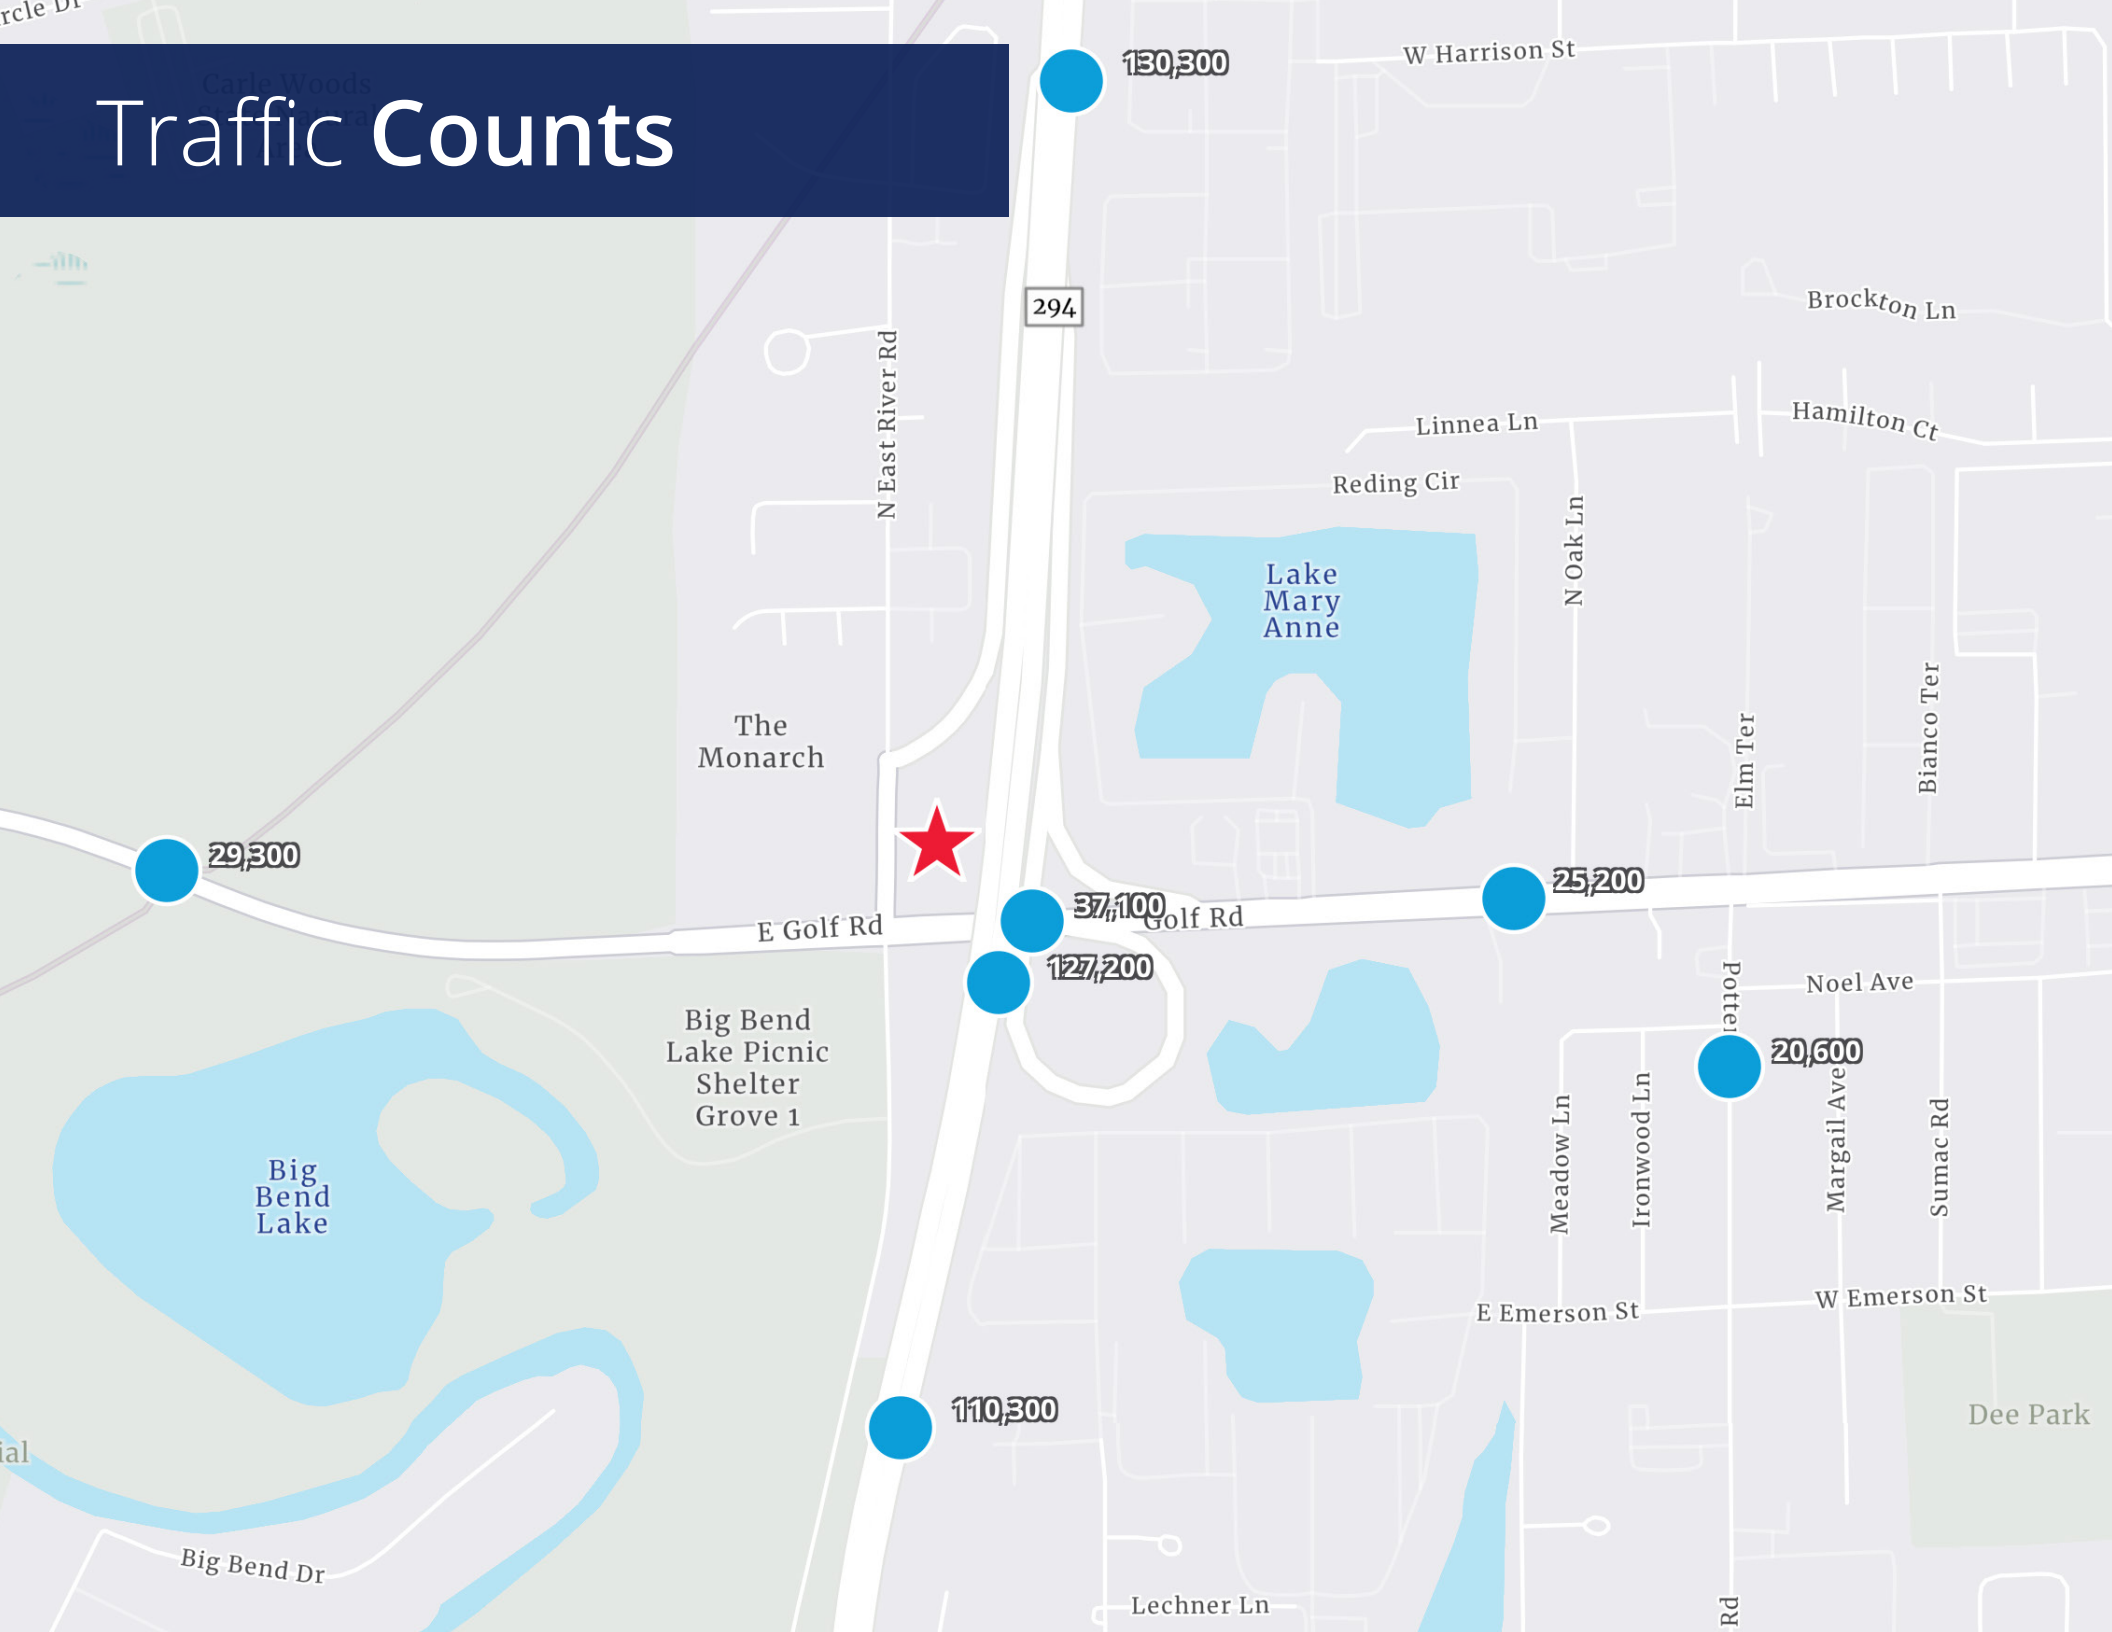 Traffic Counts
Carle Woods
130,300
W Harrison St
294
Brockton Ln
N East River Rd
Linnea Ln
Hamilton Ct
Reding Cir
N Oak Ln
Lake
Mary
Anne
The
Monarch
Elm Ter
Bianco Ter
29,300
37,100
25,200
E Golf Rd
Golf Rd
127,200
Noel Ave
Potter
20,600
Big Bend
Lake Picnic
Shelter
Grove 1
Meadow Ln
Ironwood Ln
Margail Ave
Sumac Rd
Big
Bend
Lake
E Emerson St
W Emerson St
110,300
Dee Park
ial
Big Bend Dr
Lechner Ln
Rd